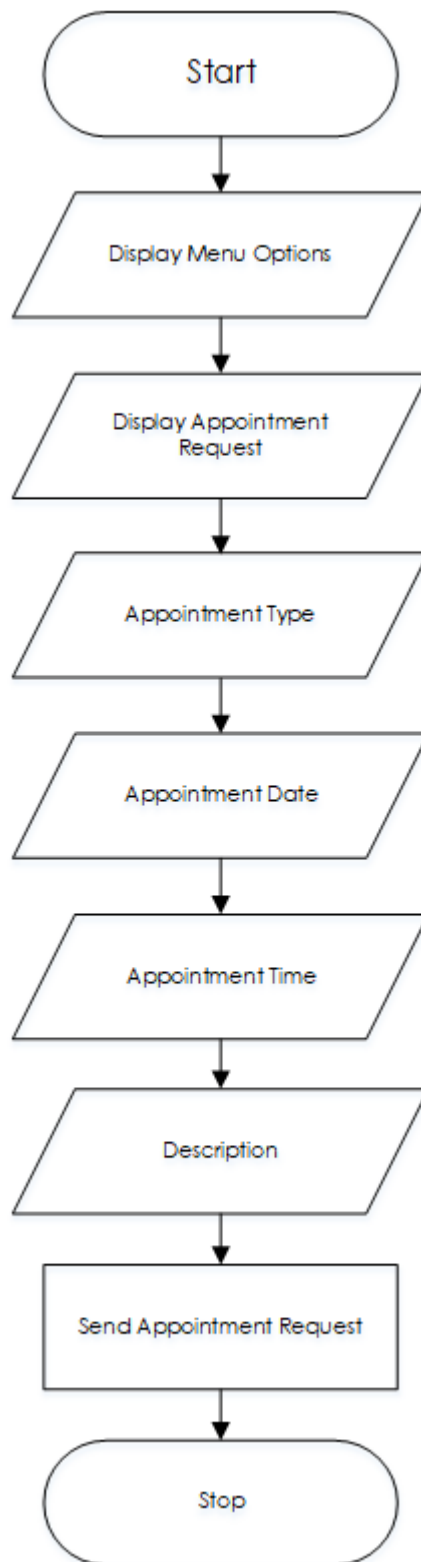 Start
Display Menu Options
Display Appointment
Request
Appointment Type
Appointment Date
Appointment Time
Description
Send Appointment Request
Stop